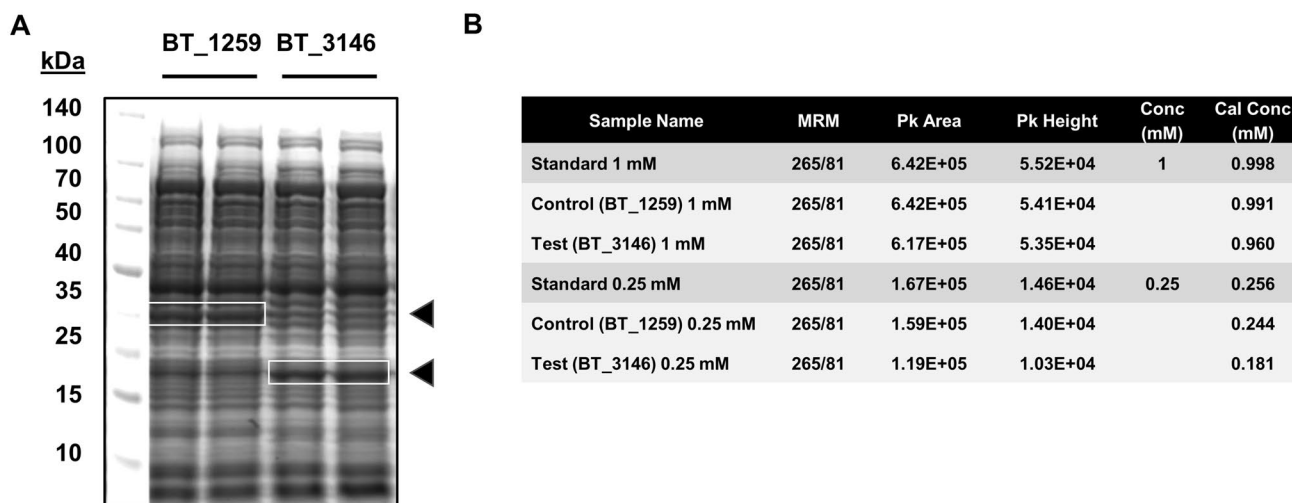 A
BT_1259 BT_3146
kDa
140
100
70
50
40
35
25
15
10
B
Sample Name MRM Pk Area Pk Height Conc (mM) Cal Conc (mM)
Standard 1 mM 265/81 6.42E+05 5.52E+04 1 0.998
Control (BT_1259) 1 mM 265/81 6.42E+05 5.41E+04 0.991
Test (BT_3146) 1 mM 265/81 6.17E+05 5.35E+04 0.960
Standard 0.25 mM 265/81 1.67E+05 1.46E+04 0.25 0.256
Control (BT_1259) 0.25 mM 265/81 1.59E+05 1.40E+04 0.244
Test (BT_3146) 0.25 mM 265/81 1.19E+05 1.03E+04 0.181